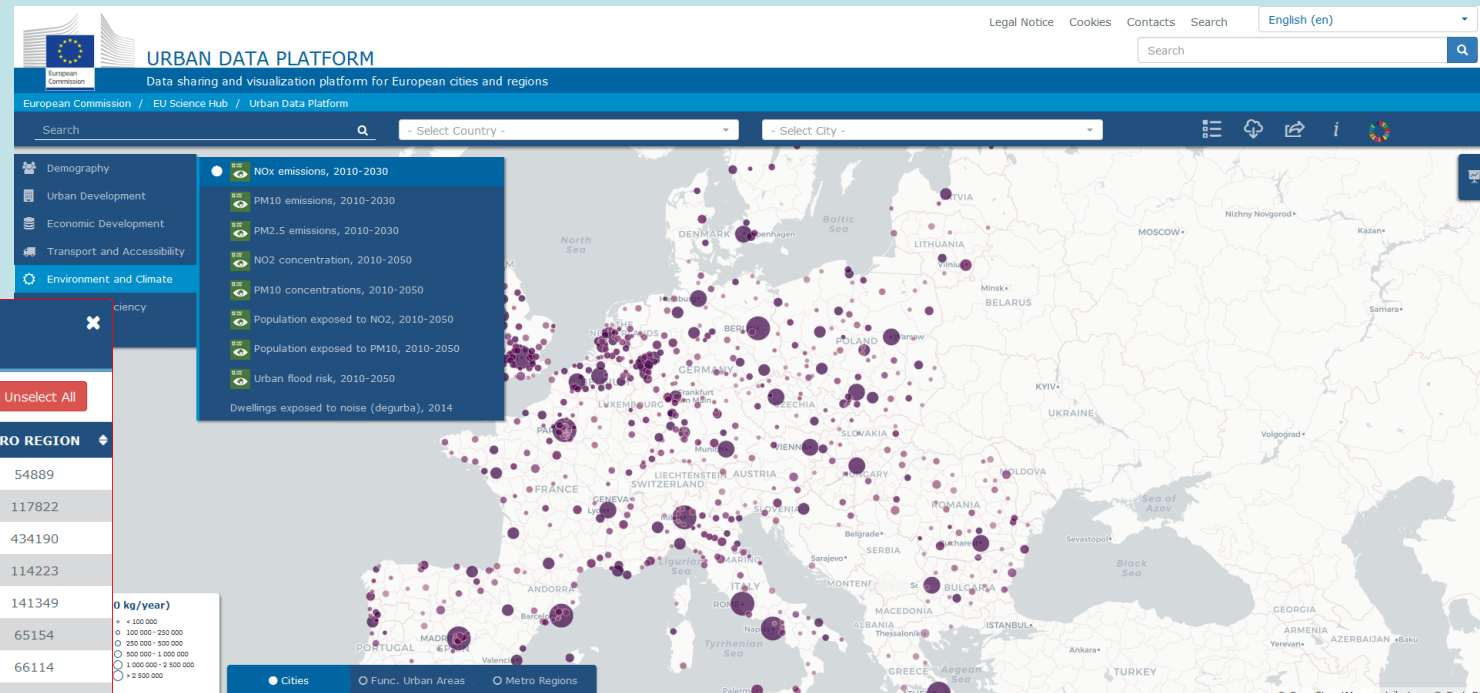 Legal Notice Cookies Contacts Search English (en)
Search
European
Commission
URBAN DATA PLATFORM
Data sharing and visualization platform for European cities and regions
European Commission / EU Science Hub / Urban Data Platform
Search - Select Country - - Select City -
Demography
Urban Development
Economic Development
Transport and Accessibility
Environment and Climate
ciency
NOx emissions, 2010-2030
PM10 emissions, 2010-2030
PM2.5 emissions, 2010-2030
NO2 concentration, 2010-2050
PM10 concentrations, 2010-2050
Population exposed to NO2, 2010-2050
Population exposed to PM10, 2010-2050
Urban flood risk, 2010-2050
Dwellings exposed to noise (degurba), 2014
Unselect All
RO REGION
54889
117822
434190
114223
141349
65154
66114
0 kg/year)
< 100 000
100 000 - 250 000
250 000 - 500 000
500 000 - 1 000 000
1 000 000 - 2 500 000
> 2 500 000
Cities Func. Urban Areas Metro Regions
North
Sea
Baltic
Sea
DENMARK
LITHUANIA
Vilnius
Minsk
BELARUS
MOSCOW
Nizhny Novgorod
Kazan
Samara
POLAND
Warsaw
GERMANY
Frankfurt
LUXEMBOURG
KYIV
UKRAINE
Volgograd
SLOVAKIA
VIENNA
MOLDOVA
LIECHTENSTEIN
AUSTRIA
SWITZERLAND
FRANCE
GENEVA
SLOVENIA
ROMANIA
Belgrade
SERBIA
Sarajevo
Sevastopol
Sea of
Azov
Black
Sea
Ligurian
Sea
ITALY
ANDORRA
BULGARIA
MACEDONIA
ALBANIA
Thessaloniki
ISTANBUL
GEORGIA
ARMENIA
Yerevan
AZERBAIJAN
Baku
Ankara
TURKEY
GREECE
Aegean
Tyrrhenian
Sea
PORTUGAL
SPAIN
Valencia
Palermo